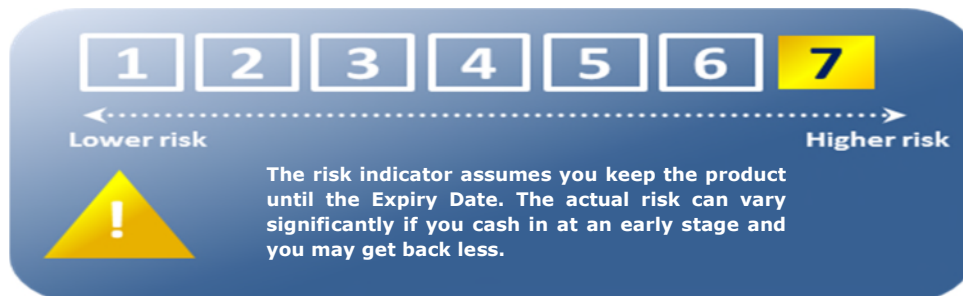 1 2 3 4 5 6 7
Lower risk Higher risk
!
The risk indicator assumes you keep the product
until the Expiry Date. The actual risk can vary
significantly if you cash in at an early stage and
you may get back less.